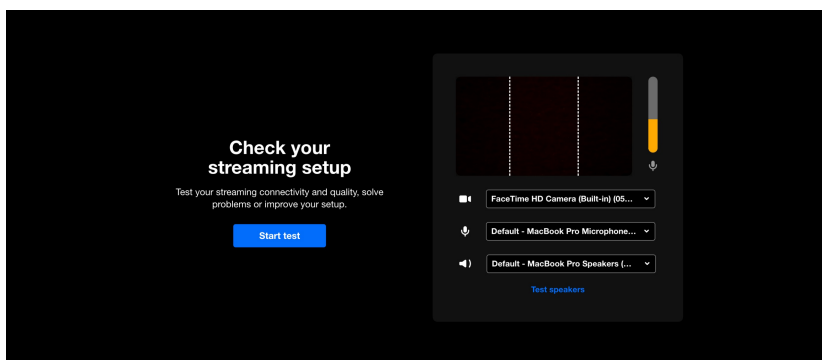 Check your
streaming setup
Test your streaming connectivity and quality, solve
problems or improve your setup.
Start test
FaceTime HD Camera (Built-in) (05...
Default - MacBook Pro Microphone...
Default - MacBook Pro Speakers (...
Test speakers